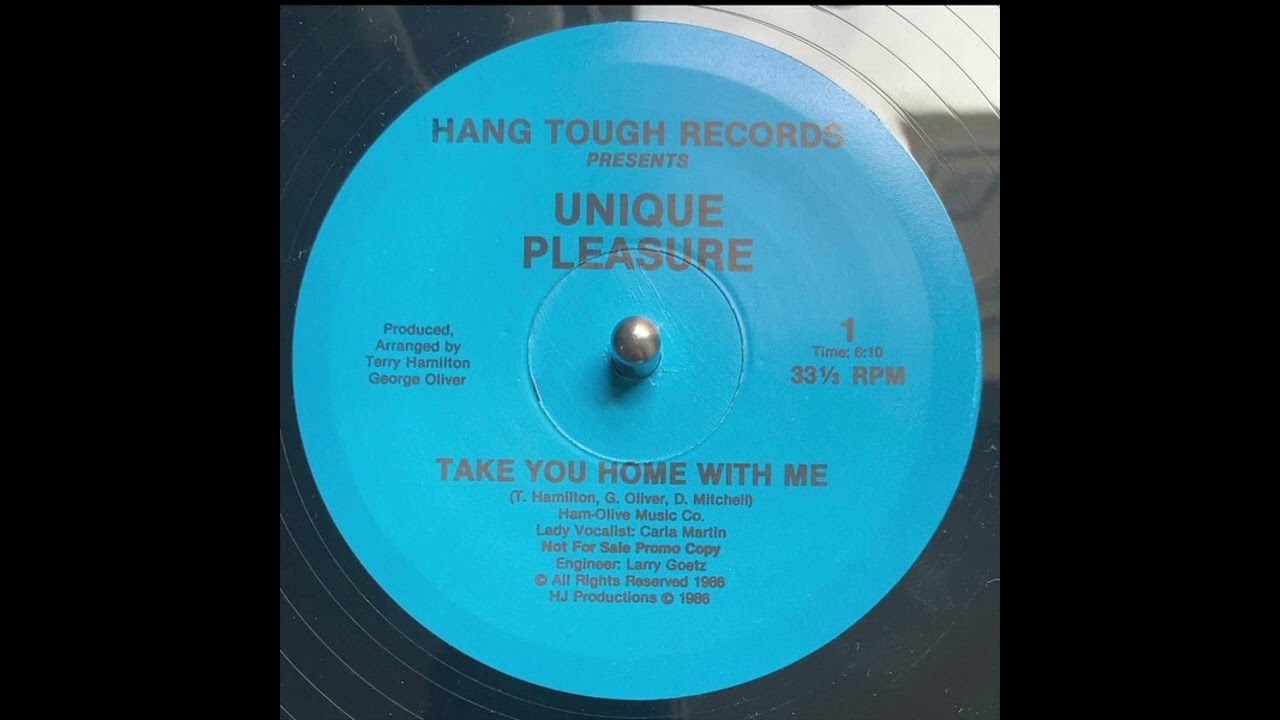 HANG TOUGH RECORDS
PRESENTS
UNIQUE
PLEASURE
Produced,
Arranged by
Terry Hamilton
George Oliver
1
Time: 6:10
33⅓ RPM
TAKE YOU HOME WITH ME
(T. Hamilton, G. Oliver, D. Mitchell)
Ham-Olive Music Co.
Lady Vocalist: Carla Martin
Not For Sale Promo Copy
Engineer: Larry Goetz
© All Rights Reserved 1986
HJ Productions © 1986